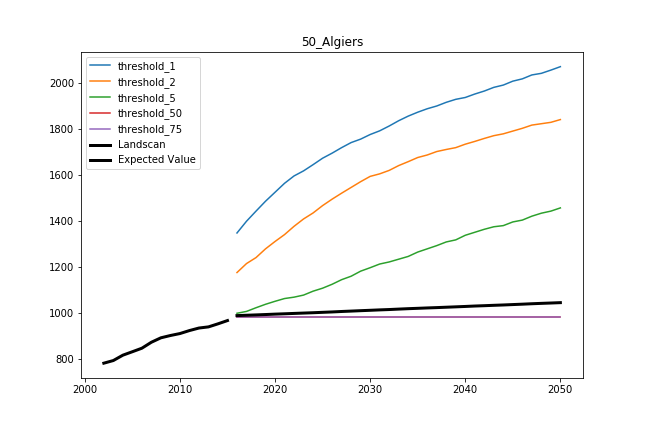 50_Algiers
threshold_1
threshold_2
threshold_5
threshold_50
threshold_75
Landscan
Expected Value
2000
1800
1600
1400
1200
1000
800
2000 2010 2020 2030 2040 2050